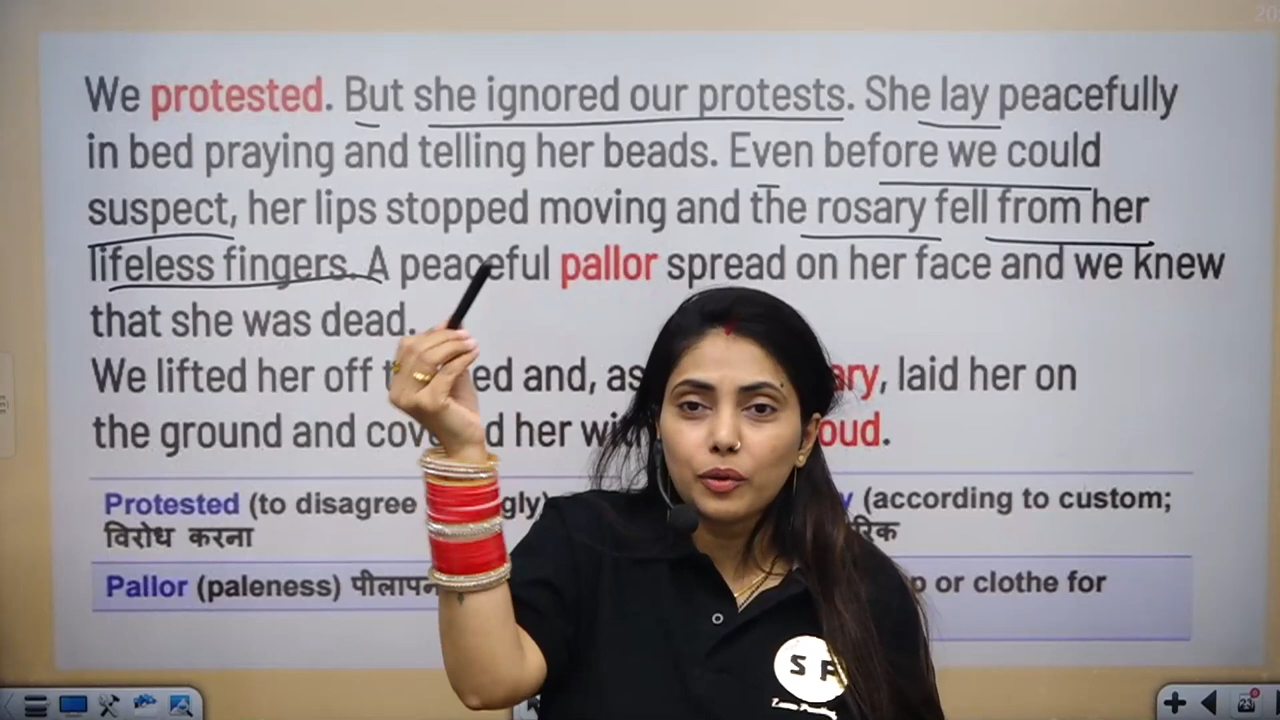 We protested. But she ignored our protests. She lay peacefully
in bed praying and telling her beads. Even before we could
suspect, her lips stopped moving and the rosary fell from her
lifeless fingers. A peaceful pallor spread on her face and we knew
that she was dead.
We lifted her off ed and, as ary, laid her on
the ground and cov d her with oud.
Protested (to disagree gly) y (according to custom;
विरोध करना रिक
Pallor (paleness) पीलापन p or clothe for
S P
23